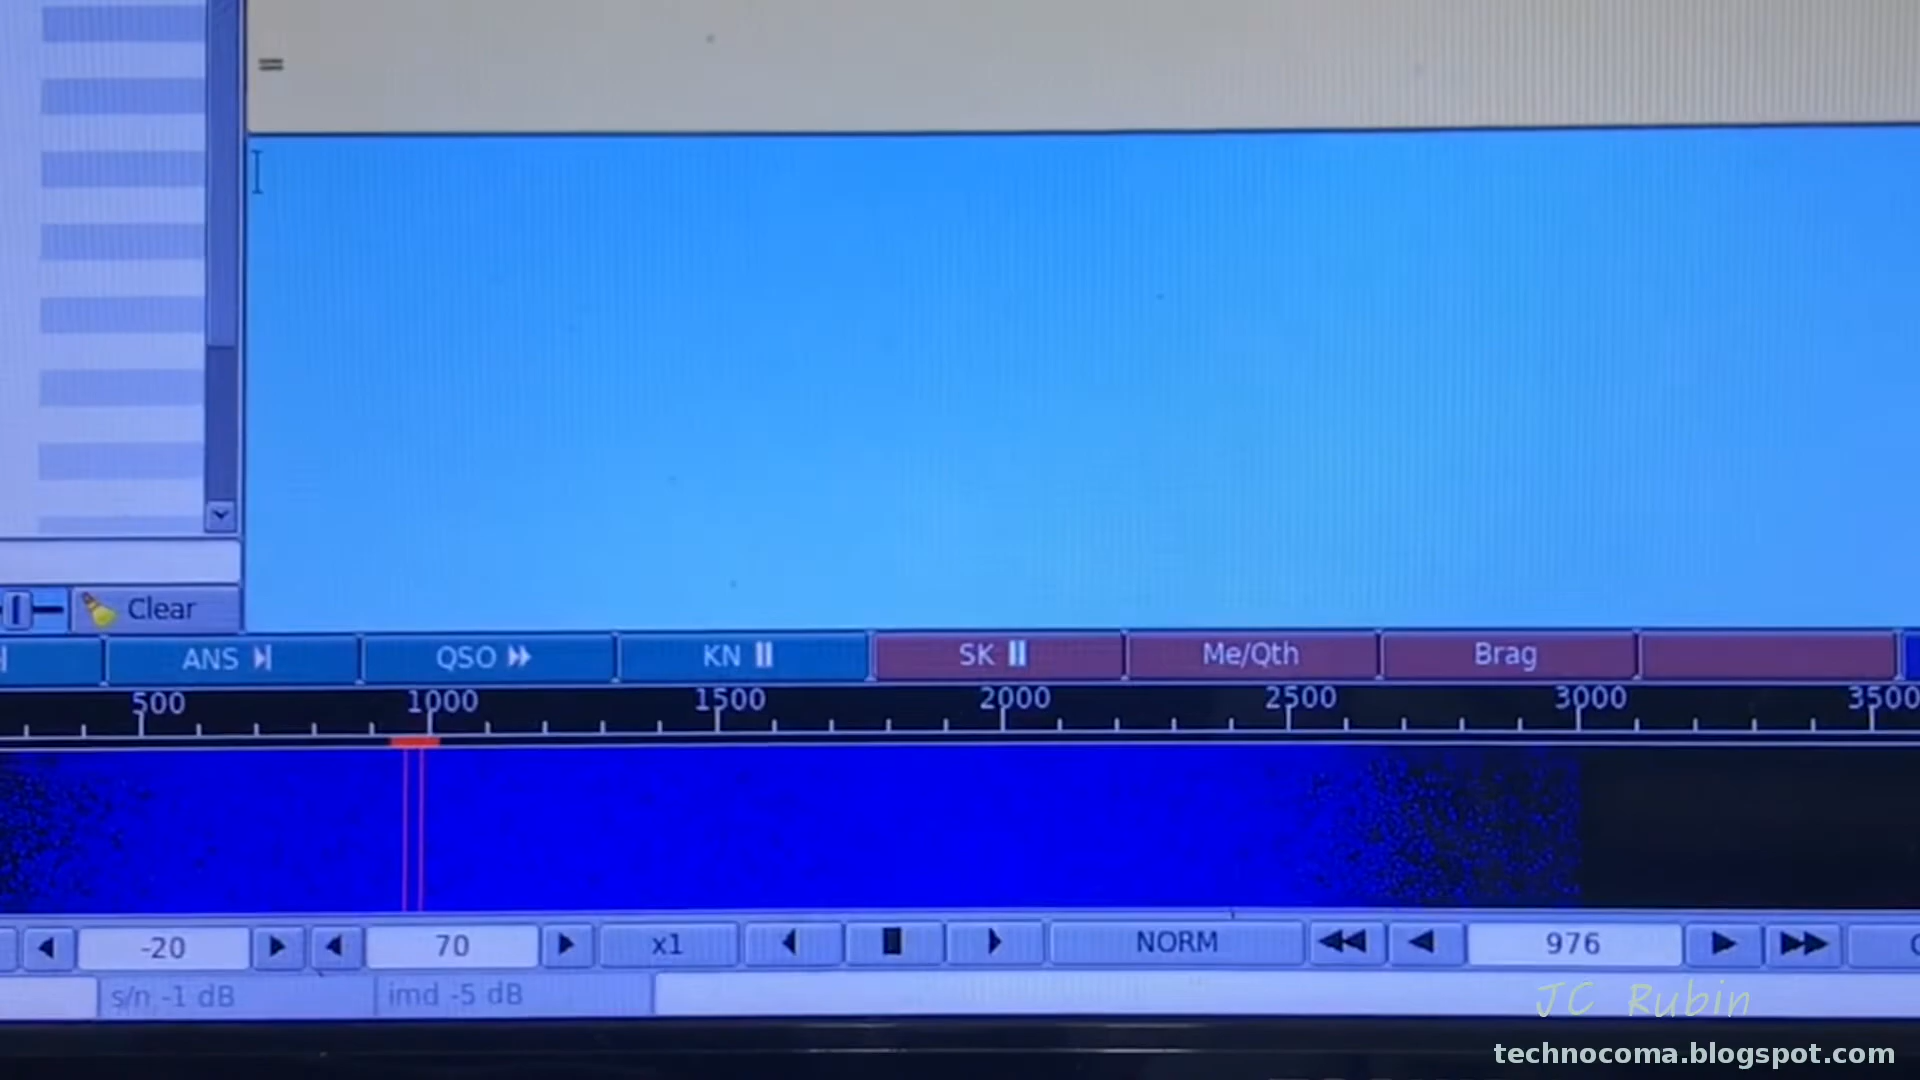 =
Clear
ANS QSO KN SK Me/Qth Brag
500 1000 1500 2000 2500 3000 3500
-20 70 x1 NORM 976
s/n -1 dB imd -5 dB
JC Rubin
technocoma.blogspot.com